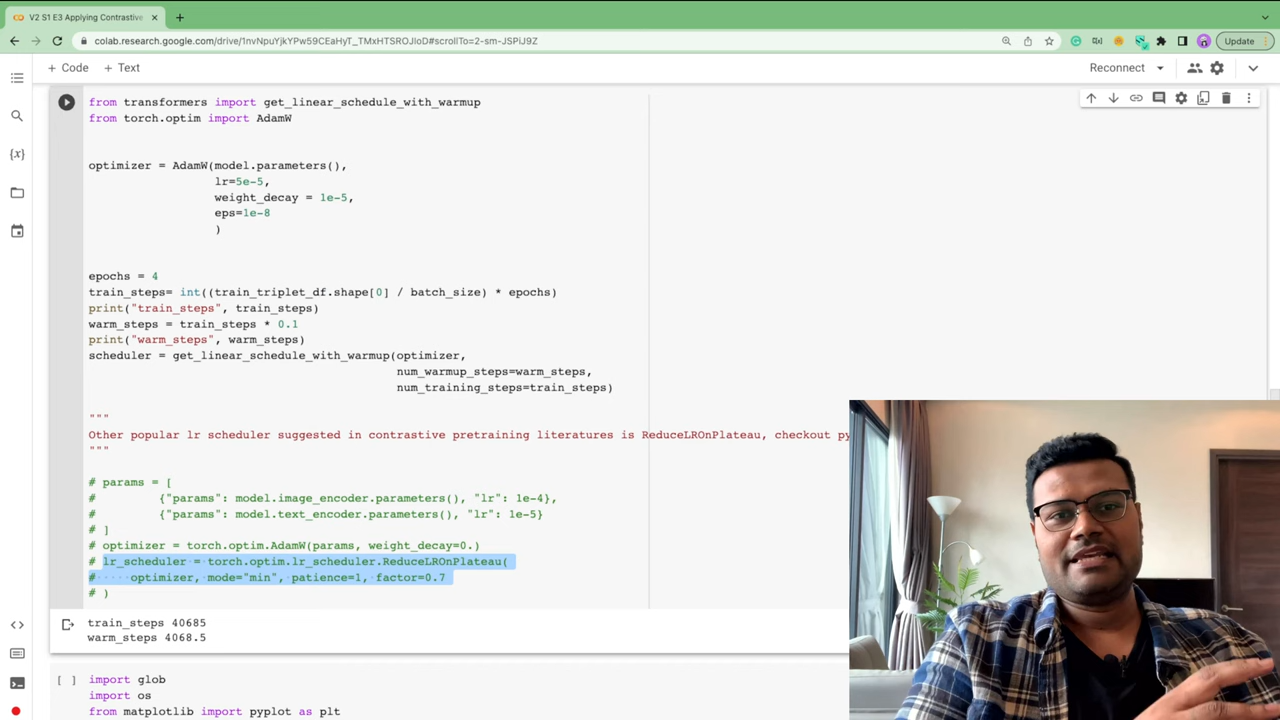 V2 S1 E3 Applying Contrastive
colab.research.google.com/drive/1nvNpuYjkYPw59CEaHyT_TMxHTSROJloD#scrollTo=2-sm-JSPiJ9Z
Update
+ Code + Text
Reconnect
from transformers import get_linear_schedule_with_warmup
from torch.optim import AdamW
optimizer = AdamW(model.parameters(),
lr=5e-5,
weight_decay = 1e-5,
eps=1e-8
)
epochs = 4
train_steps= int((train_triplet_df.shape[0] / batch_size) * epochs)
print("train_steps", train_steps)
warm_steps = train_steps * 0.1
print("warm_steps", warm_steps)
scheduler = get_linear_schedule_with_warmup(optimizer,
num_warmup_steps=warm_steps,
num_training_steps=train_steps)
"""
Other popular lr scheduler suggested in contrastive pretraining literatures is ReduceLROnPlateau, checkout py
"""
# params = [
# {"params": model.image_encoder.parameters(), "lr": 1e-4},
# {"params": model.text_encoder.parameters(), "lr": 1e-5}
# ]
# optimizer = torch.optim.AdamW(params, weight_decay=0.)
# lr_scheduler = torch.optim.lr_scheduler.ReduceLROnPlateau(
# optimizer, mode="min", patience=1, factor=0.7
# )
train_steps 40685
warm_steps 4068.5
[ ] import glob
import os
from matplotlib import pyplot as plt